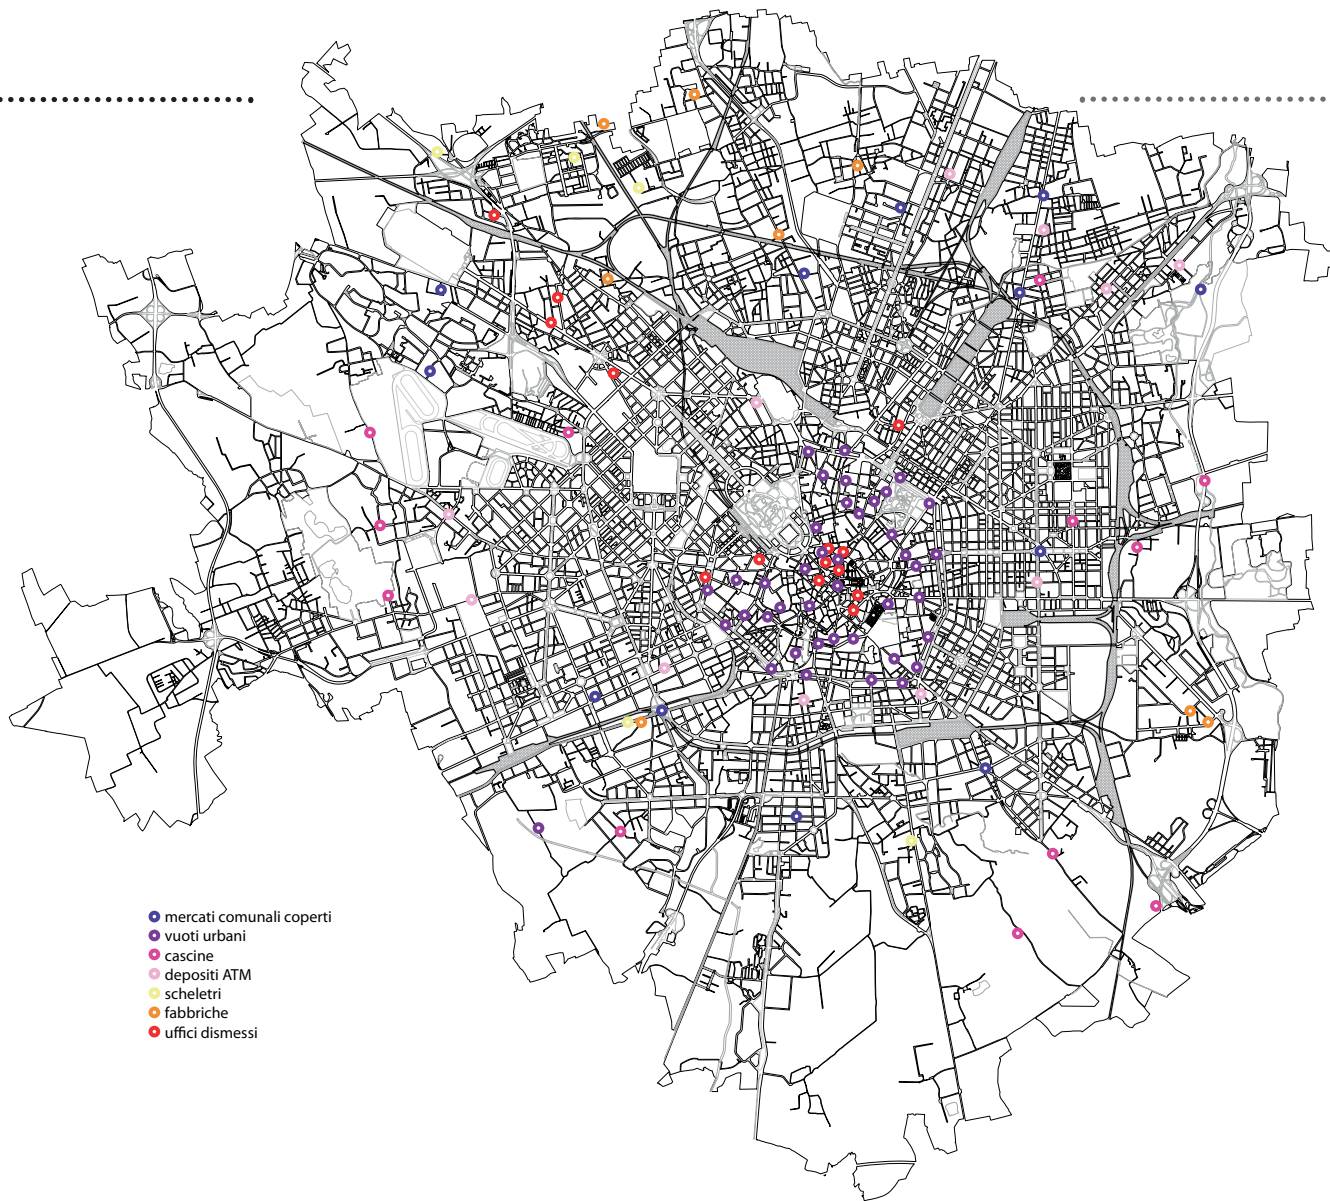 mercati comunali coperti
vuoti urbani
cascine
depositi ATM
scheletri
fabbriche
uffici dismessi